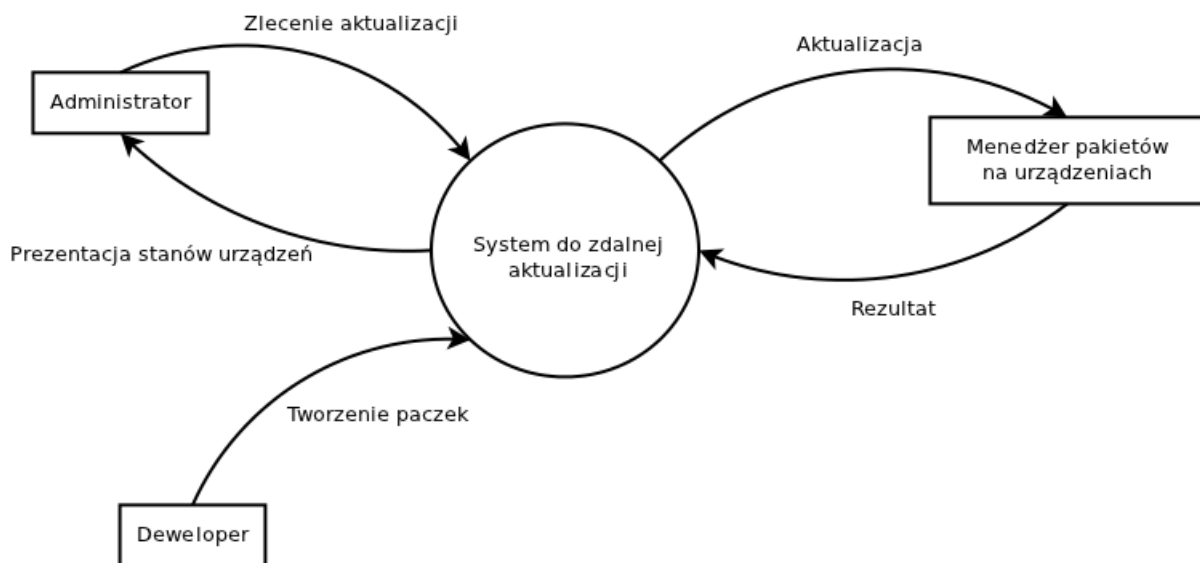 Zlecenie aktualizacji
Aktualizacja
Administrator
Menedżer pakietów
na urządzeniach
System do zdalnej
aktualizacji
Prezentacja stanów urządzeń
Rezultat
Tworzenie paczek
Deweloper